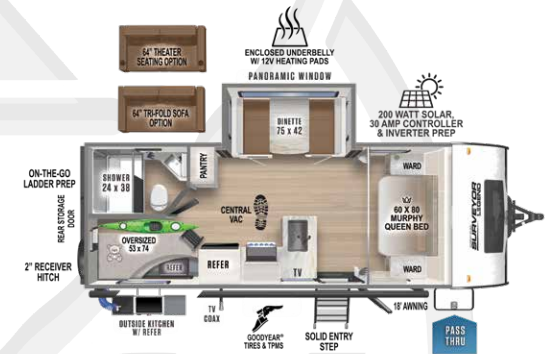 64" THEATER
SEATING OPTION
64" TRI-FOLD SOFA
OPTION
ENCLOSED UNDERBELLY
W/ 12V HEATING PADS
PANORAMIC WINDOW
DINETTE
75 x 42
200 WATT SOLAR,
30 AMP CONTROLLER
& INVERTER PREP
ON-THE-GO
LADDER PREP
REAR STORAGE
DOOR
2" RECEIVER
HITCH
SHOWER
24 x 38
PANTRY
CENTRAL
VAC
OVERSIZED
53 x 74
REFER
REFER
TV
WARD
60 X 80
MURPHY
QUEEN BED
WARD
SURVEYOR
LEGEND
OUTSIDE KITCHEN
W/ REFER
TV
COAX
GOODYEAR®
TIRES & TPMS
SOLID ENTRY
STEP
18' AWNING
PASS
THRU